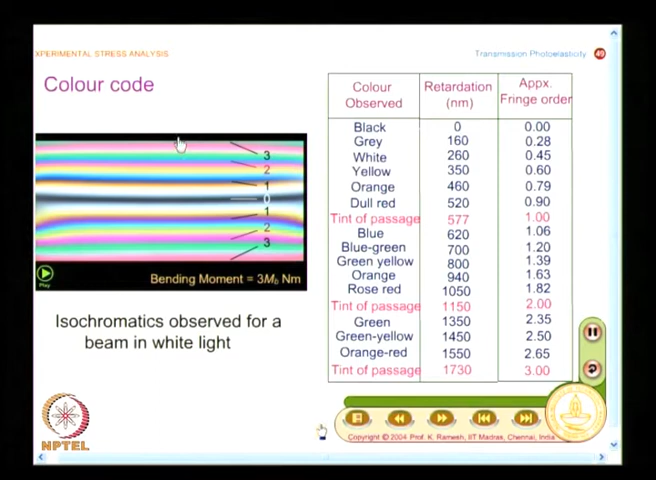 XPERIMENTAL STRESS ANALYSIS
Transmission Photoelasticity 49
Colour code
3
2
1
0
1
2
3
Play
Bending Moment = 3Mb Nm
Isochromatics observed for a
beam in white light
Colour Observed Retardation (nm) Appx. Fringe order
Black 0 0.00
Grey 160 0.28
White 260 0.45
Yellow 350 0.60
Orange 460 0.79
Dull red 520 0.90
Tint of passage 577 1.00
Blue 620 1.06
Blue-green 700 1.20
Green yellow 800 1.39
Orange 940 1.63
Rose red 1050 1.82
Tint of passage 1150 2.00
Green 1350 2.35
Green-yellow 1450 2.50
Orange-red 1550 2.65
Tint of passage 1730 3.00
NPTEL
Copyright © 2004 Prof. K. Ramesh, IIT Madras, Chennai, India